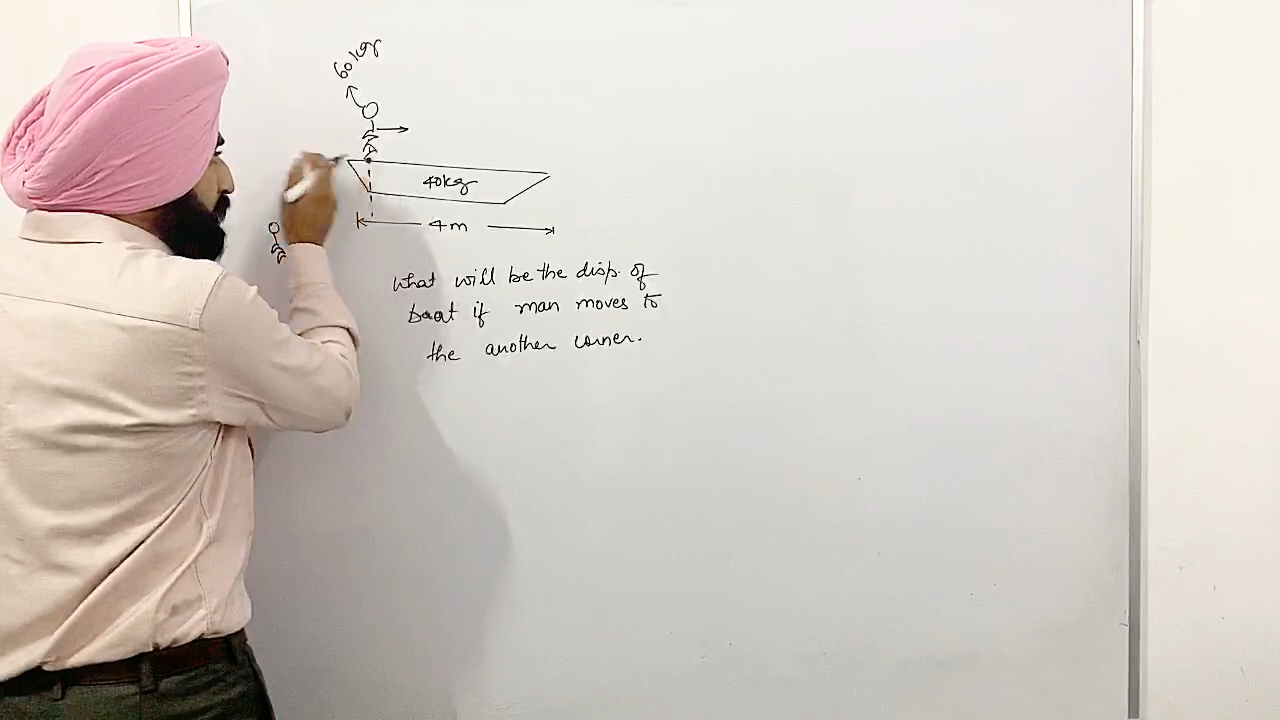 60kg
40kg
4m
What will be the disp. of
boat if man moves to
the another corner.